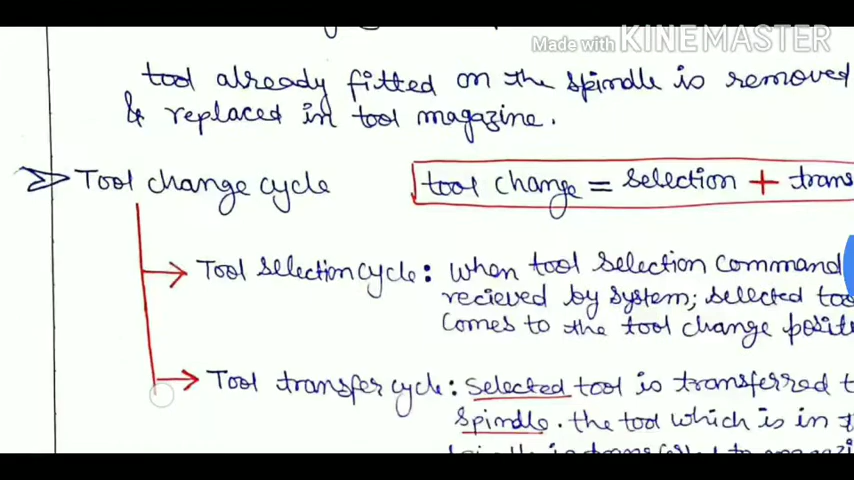 Made with KINEMASTER
tool already fitted on the spindle is removed
& replaced in tool magazine.
Tool change cycle
tool change = selection + trans
Tool selection cycle: when tool selection command
recieved by system; selected too
comes to the tool change posit
Tool transfer cycle: selected tool is transferred t
spindle. the tool which is in